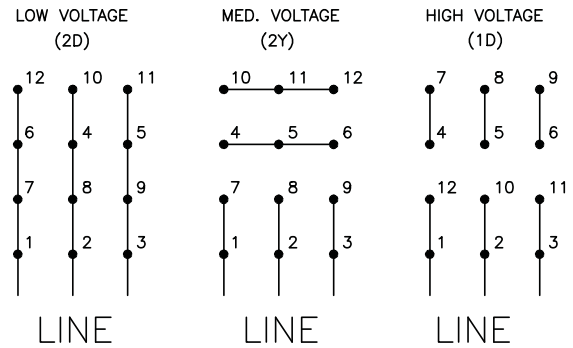 LOW VOLTAGE MED. VOLTAGE HIGH VOLTAGE
(2D) (2Y) (1D)
12 10 11 10 11 12 7 8 9
6 4 5 4 5 6 4 5 6
7 8 9 7 8 9 12 10 11
1 2 3 1 2 3 1 2 3
LINE LINE LINE